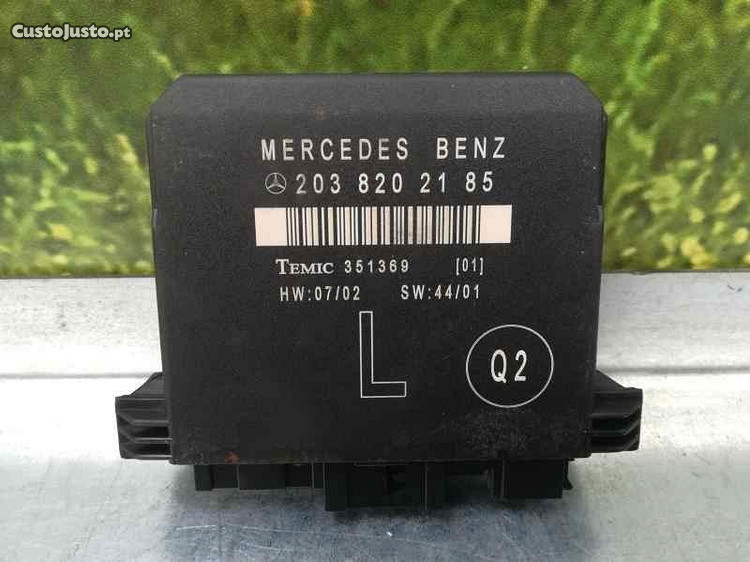 CustoJusto.pt
MERCEDES BENZ
203 820 21 85
TEMIC 351369 [01]
HW:07/02 SW:44/01
L
Q2